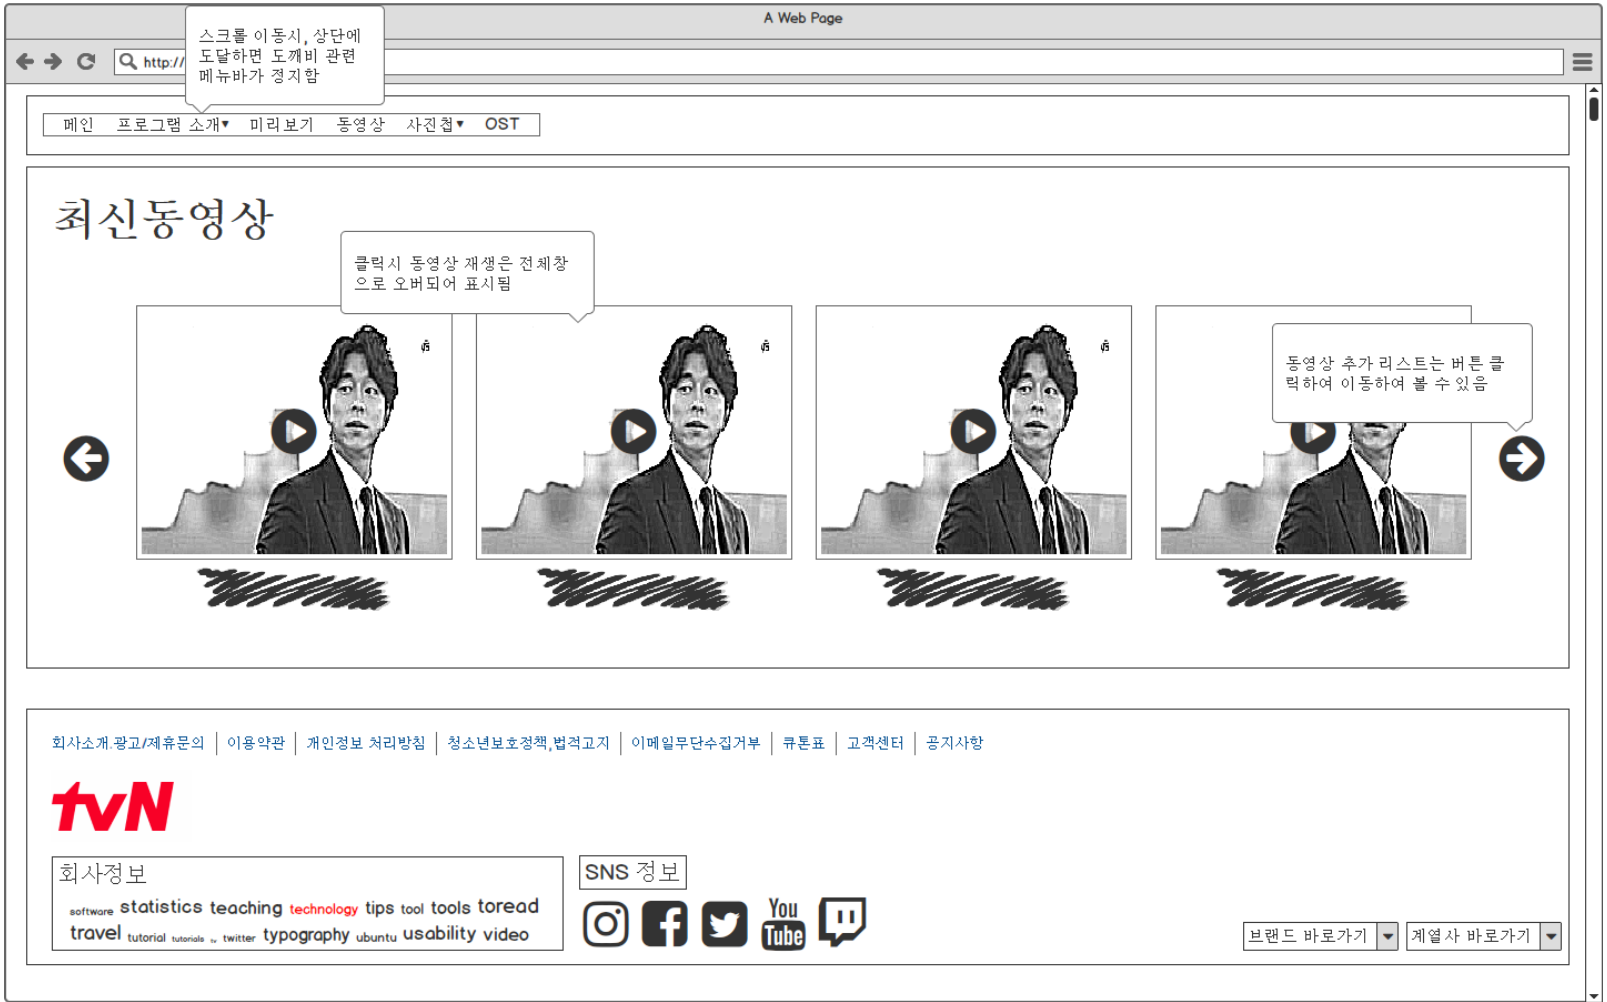 A Web Page
http://
스크롤 이동시, 상단에
도달하면 도깨비 관련
메뉴바가 정지함
메인 프로그램 소개▼ 미리보기 동영상 사진첩▼ OST
최신동영상
클릭시 동영상 재생은 전체창
으로 오버되어 표시됨
동영상 추가 리스트는 버튼 클
릭하여 이동하여 볼 수 있음
회사소개.광고/제휴문의 이용약관 개인정보 처리방침 청소년보호정책,법적고지 이메일무단수집거부 큐톤표 고객센터 공지사항
tvN
회사정보
software statistics teaching technology tips tool tools toread
travel tutorial tutorials tv twitter typography ubuntu usability video
SNS 정보
You
Tube
브랜드 바로가기 계열사 바로가기